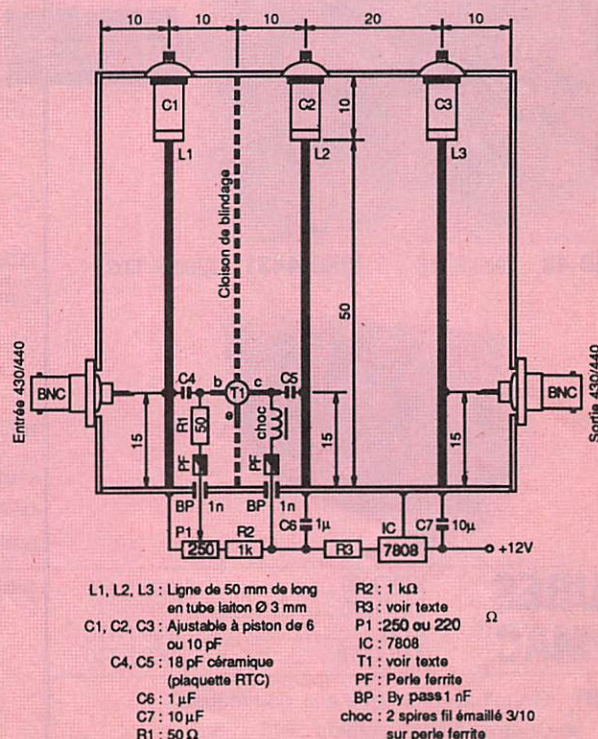 10 10 10 20 10
C1 C2 C3
10
L1 L2 L3
Cloison de blindage
50
Entrée 430/440
Sortie 430/440
BNC
BNC
C4 b T1 c C5
e
R1 50
choc
15
15
15
PF
PF
BP 1n
BP 1n
P1
250
R2
1k
C6 1µ
R3
IC
7808
C7 10µ
+12V
L1, L2, L3 : Ligne de 50 mm de long
en tube laiton Ø 3 mm
C1, C2, C3 : Ajustable à piston de 6
ou 10 pF
C4, C5 : 18 pF céramique
(plaquette RTC)
C6 : 1 µF
C7 : 10 µF
R1 : 50 Ω
R2 : 1 kΩ
R3 : voir texte
P1 : 250 ou 220 Ω
IC : 7808
T1 : voir texte
PF : Perle ferrite
BP : By pass 1 nF
choc : 2 spires fil émaillé 3/10
sur perle ferrite